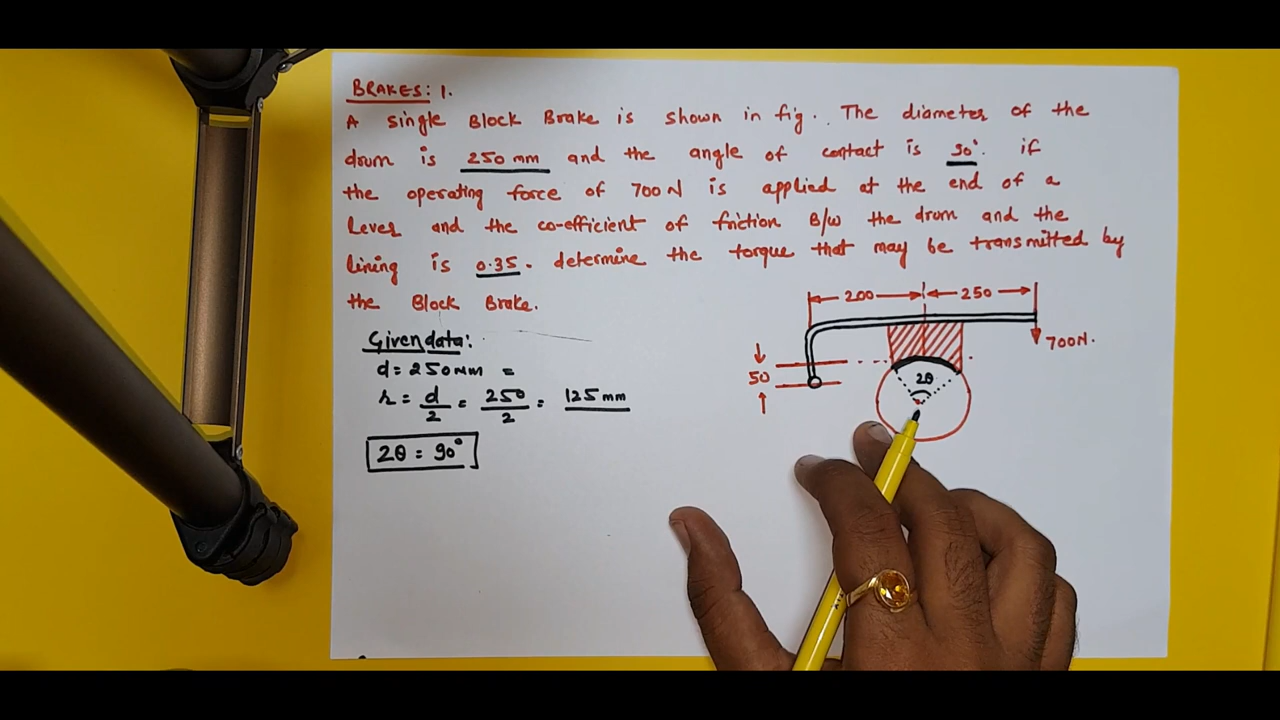 BRAKES: 1.
A single Block Brake is shown in fig. The diameter of the
drum is 250 mm and the angle of contact is 90°. if
the operating force of 700 N is applied at the end of a
Lever and the co-efficient of friction B/w the drum and the
lining is 0.35. determine the torque that may be transmitted by
the Block Brake.
Given data:
d = 250 mm =
r = d/2 = 250/2 = 125 mm
2θ = 90°
200 250
700N.
50
2θ